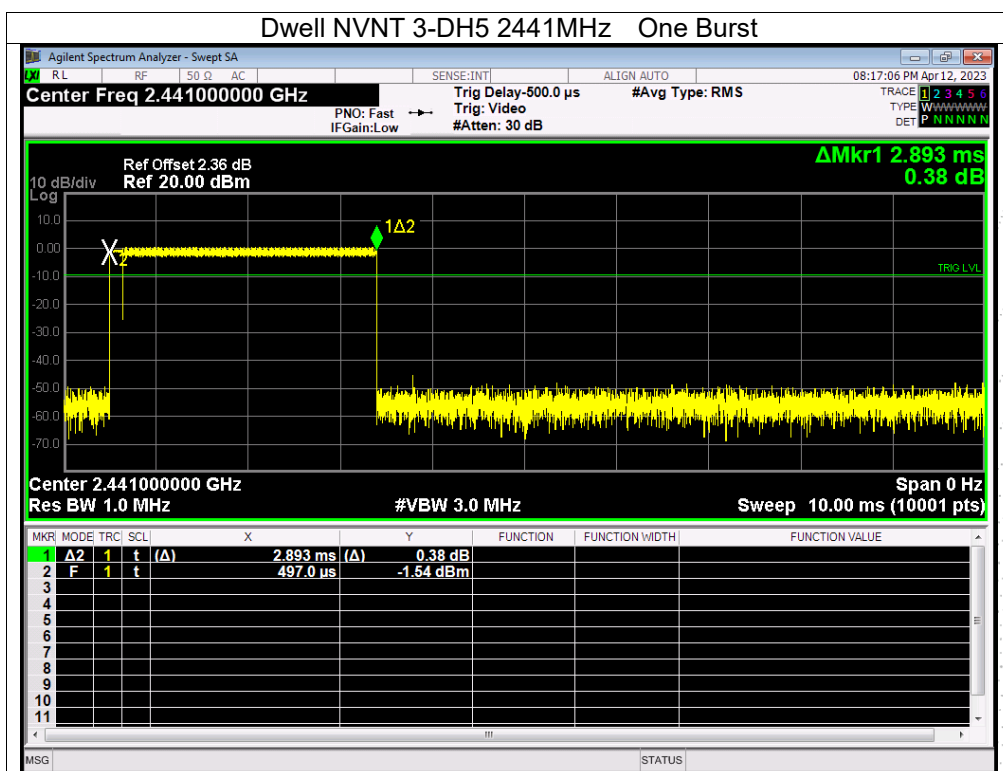 Dwell NVNT 3-DH5 2441MHz One Burst
Agilent Spectrum Analyzer - Swept SA
LXI RL RF 50 Ω AC SENSE:INT ALIGN AUTO 08:17:06 PM Apr 12, 2023
Center Freq 2.441000000 GHz Trig Delay-500.0 µs #Avg Type: RMS TRACE 1 2 3 4 5 6
PNO: Fast Trig: Video TYPE WWWWWW
IFGain:Low #Atten: 30 dB DET P N N N N N
ΔMkr1 2.893 ms
0.38 dB
Ref Offset 2.36 dB
10 dB/div Ref 20.00 dBm
Log
10.0
1Δ2
0.00
2
TRIG LVL
-10.0
-20.0
-30.0
-40.0
-50.0
-60.0
-70.0
Center 2.441000000 GHz Span 0 Hz
Res BW 1.0 MHz #VBW 3.0 MHz Sweep 10.00 ms (10001 pts)
MKR MODE TRC SCL X Y FUNCTION FUNCTION WIDTH FUNCTION VALUE
1 Δ2 1 t (Δ) 2.893 ms (Δ) 0.38 dB
2 F 1 t 497.0 µs -1.54 dBm
3
4
5
6
7
8
9
10
11
MSG STATUS